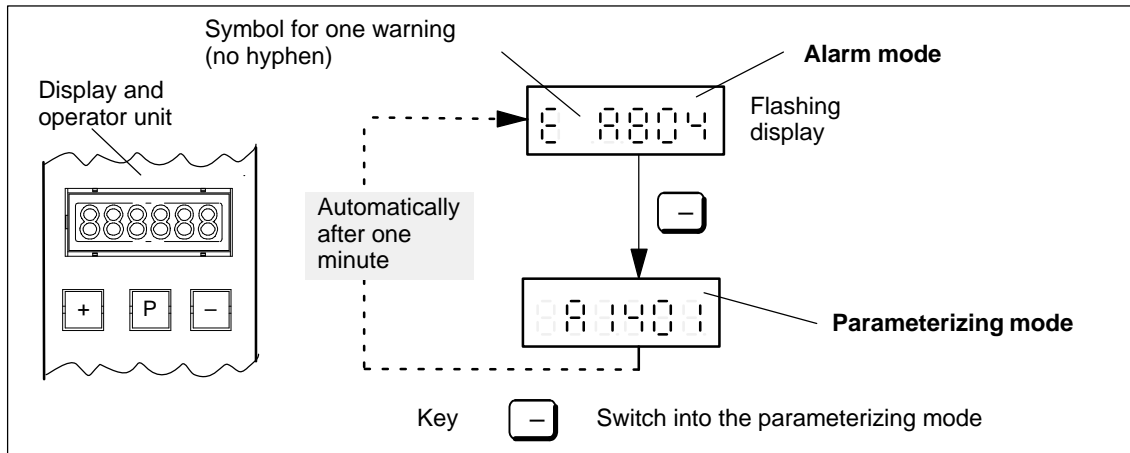 Symbol for one warning
(no hyphen)
Alarm mode
Display and
operator unit
E A804
Flashing
display
Automatically
after one
minute
–
888888
+ P –
A1401
Parameterizing mode
Key – Switch into the parameterizing mode